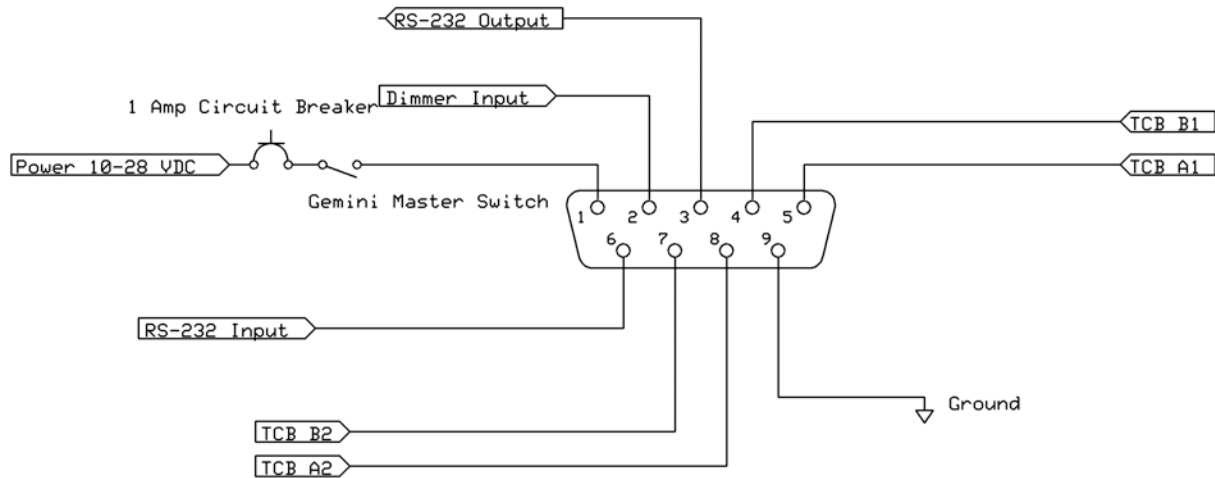 RS-232 Output
Dimmer Input
1 Amp Circuit Breaker
TCB B1
Power 10-28 VDC
TCB A1
Gemini Master Switch
1 2 3 4 5
6 7 8 9
RS-232 Input
Ground
TCB B2
TCB A2